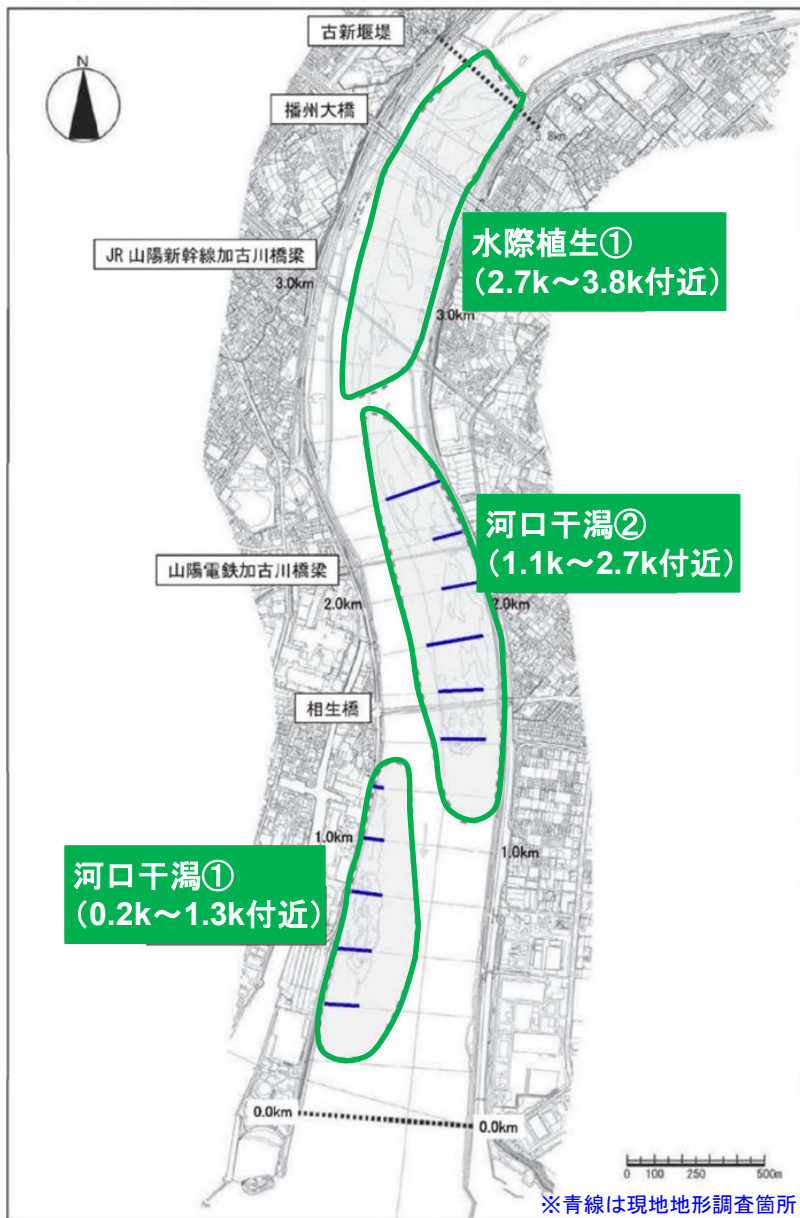 古新堰堤
3.8km
N
播州大橋
3.8km
水際植生①
（2.7k～3.8k付近）
JR 山陽新幹線加古川橋梁
3.0km
3.0km
河口干潟②
（1.1k～2.7k付近）
山陽電鉄加古川橋梁
2.0km
2.0km
相生橋
1.0km
1.0km
河口干潟①
（0.2k～1.3k付近）
0.0km
0.0km
0 100 250 500m
※青線は現地地形調査箇所